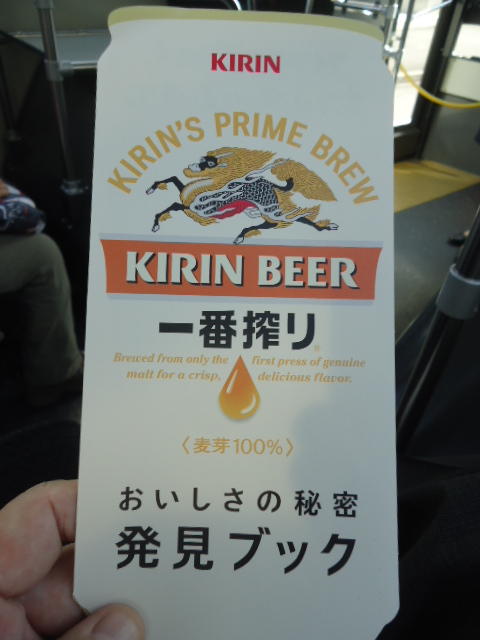 KIRIN
KIRIN'S PRIME BREW
KIRIN BEER
一番搾り®
Brewed from only the first press of genuine
malt for a crisp, delicious flavor.
〈麦芽100%〉
おいしさの秘密
発見ブック